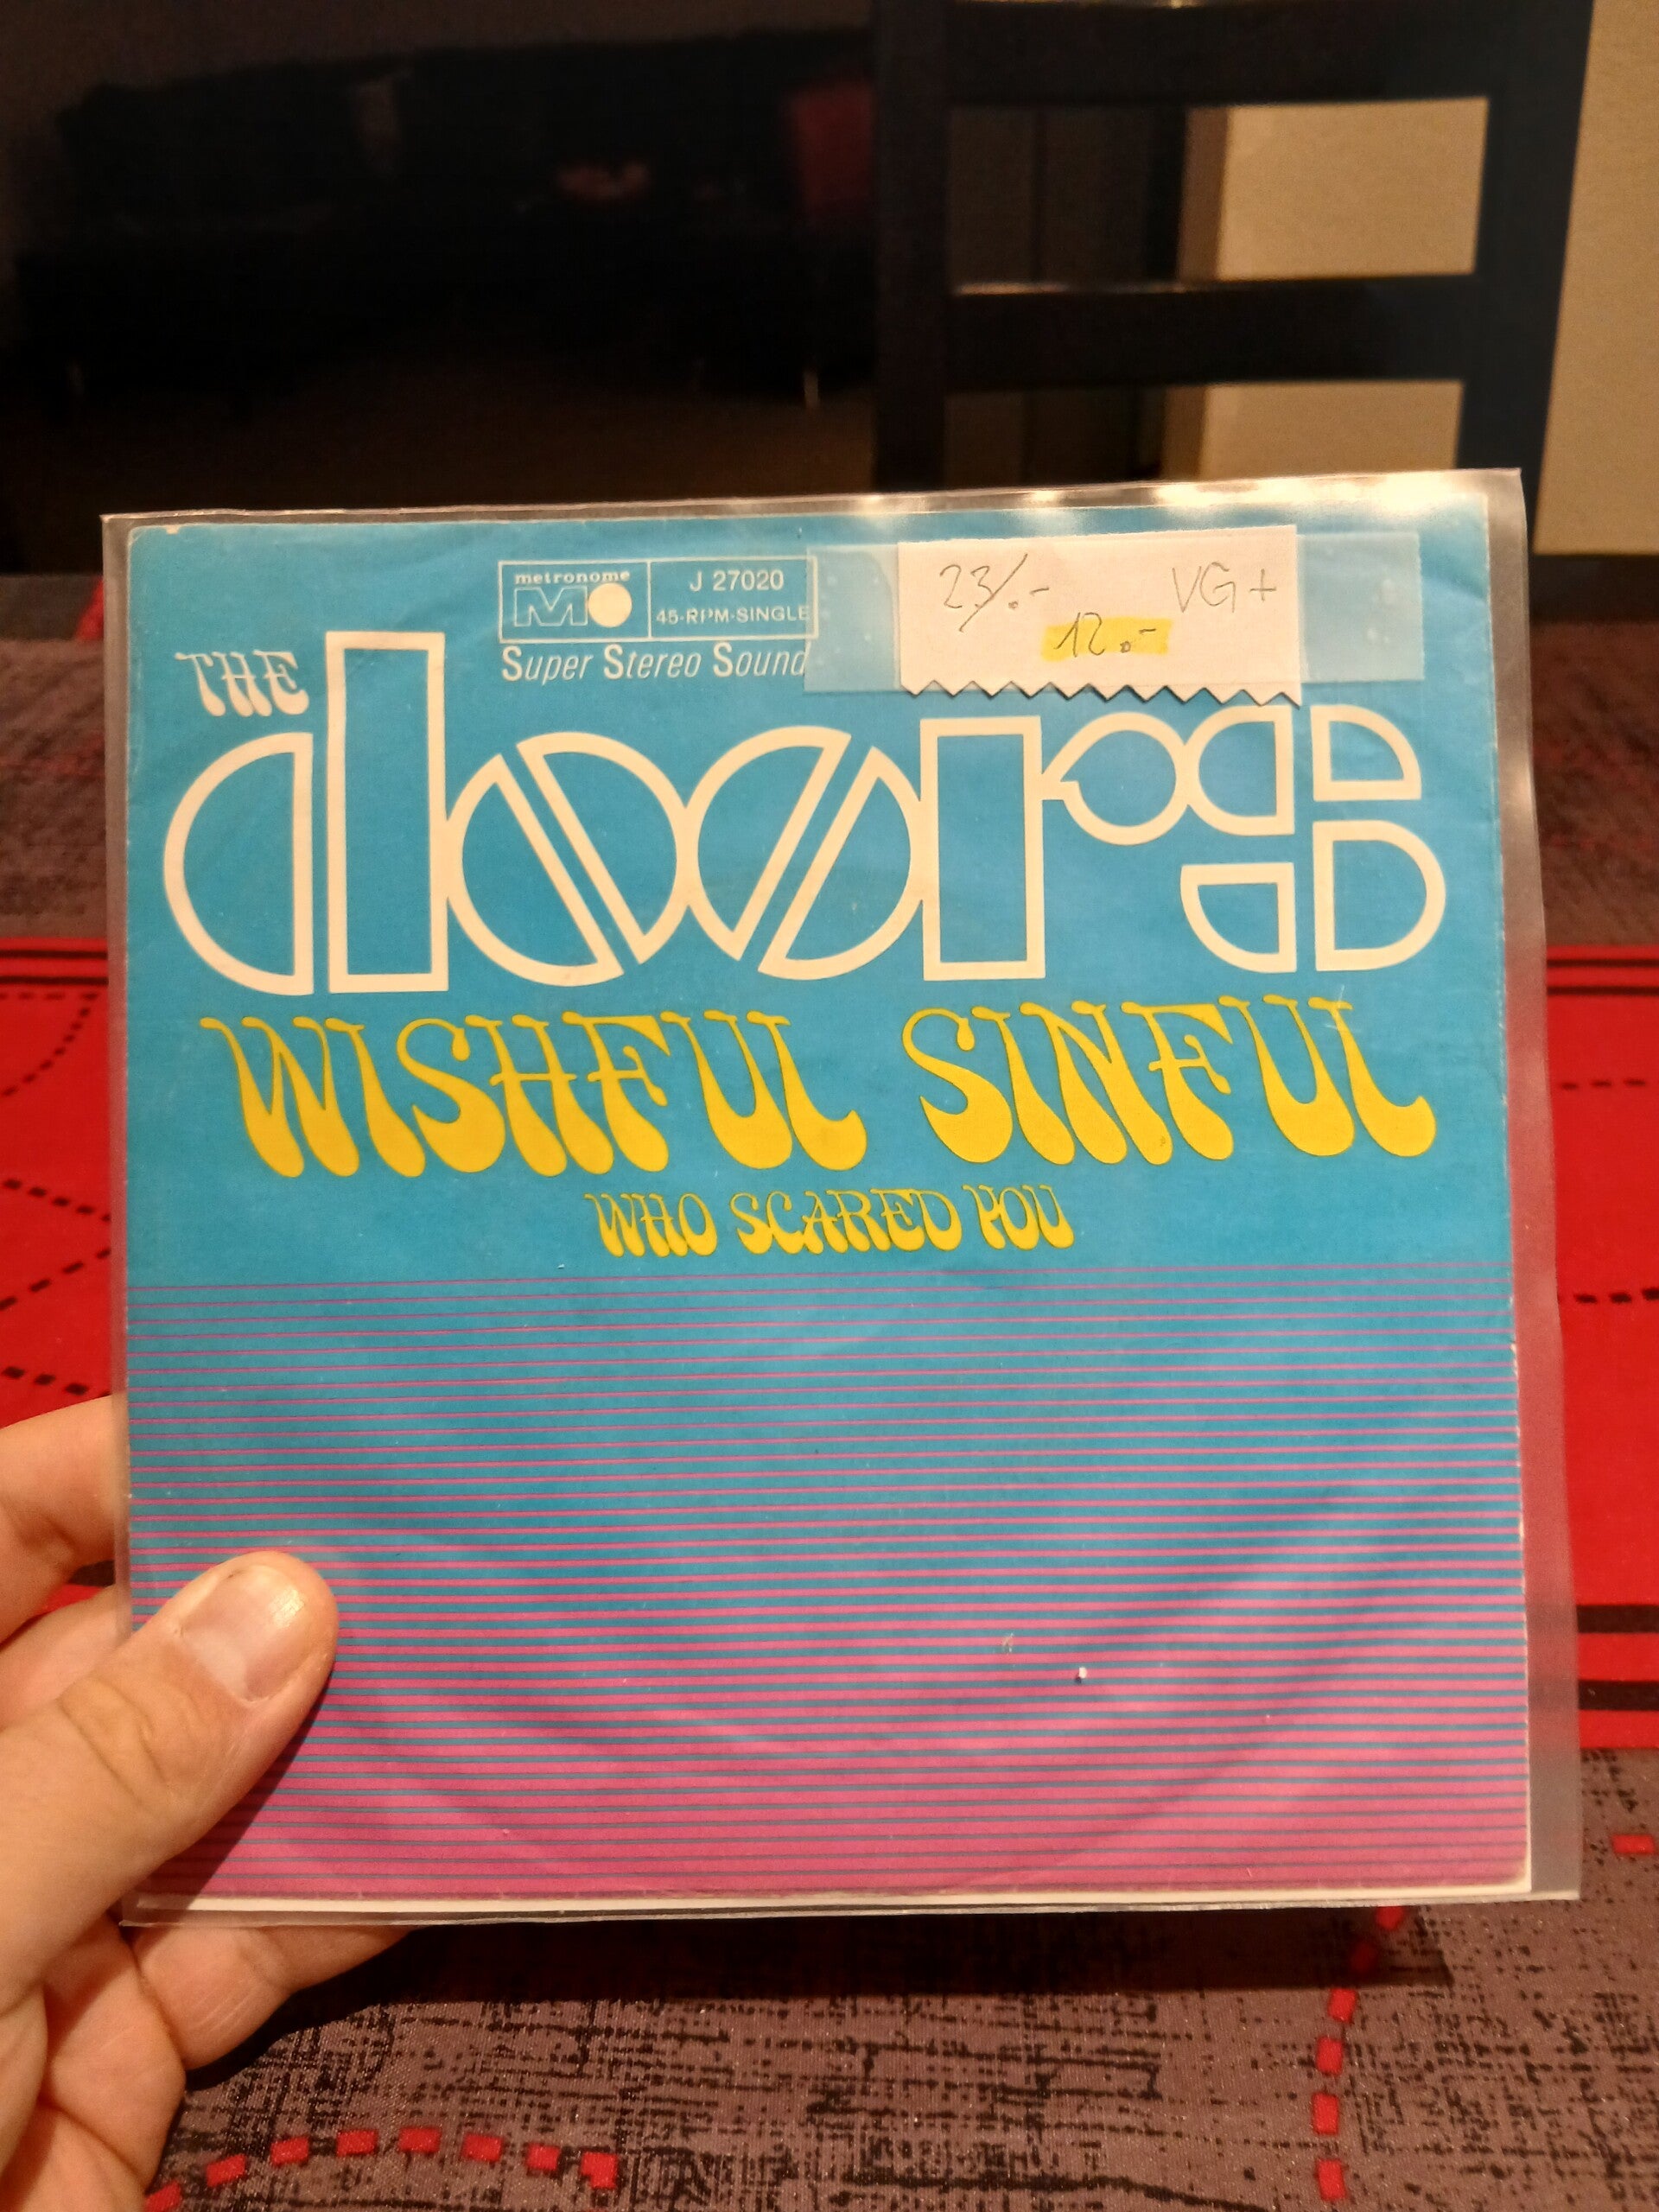 metronome
J 27020
45-RPM-SINGLE
Super Stereo Sound
23/.- VG+
12.-
THE
doors
WISHFUL SINFUL
WHO SCARED YOU